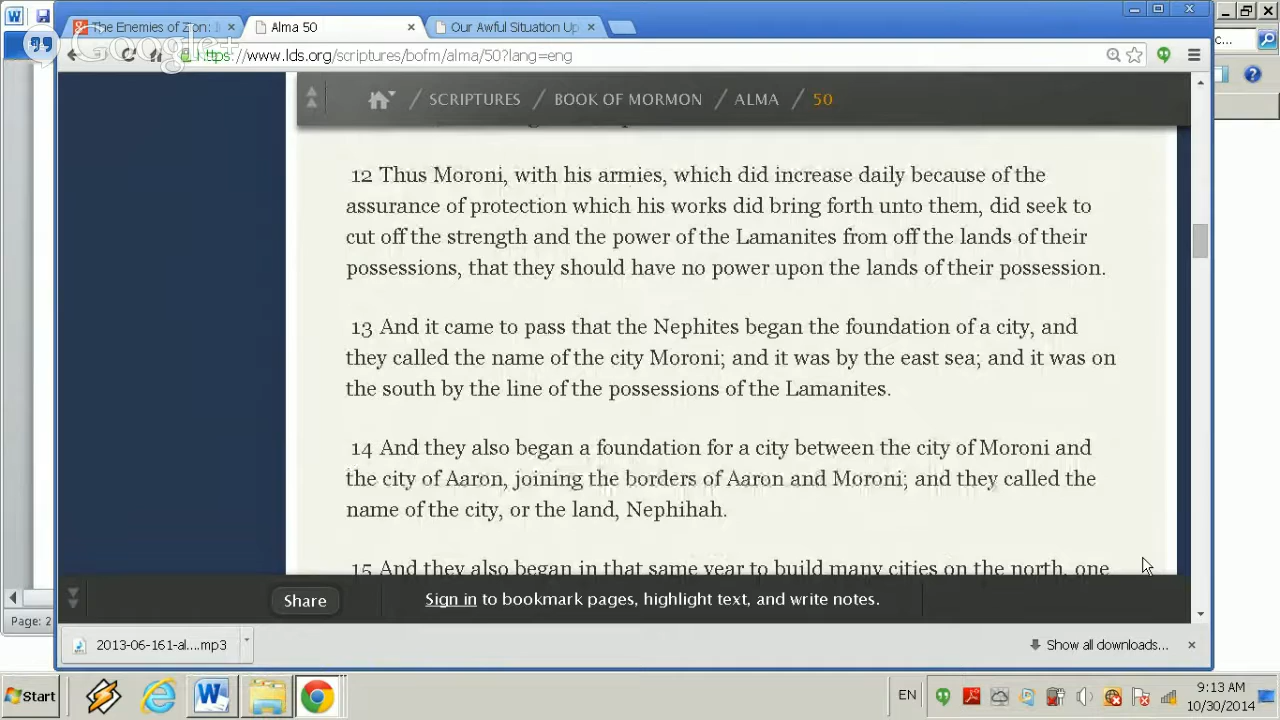 The Enemies of Zion: I
Alma 50
Our Awful Situation Up
Google+
https://www.lds.org/scriptures/bofm/alma/50?lang=eng
c...
SCRIPTURES / BOOK OF MORMON / ALMA / 50
12 Thus Moroni, with his armies, which did increase daily because of the
assurance of protection which his works did bring forth unto them, did seek to
cut off the strength and the power of the Lamanites from off the lands of their
possessions, that they should have no power upon the lands of their possession.
13 And it came to pass that the Nephites began the foundation of a city, and
they called the name of the city Moroni; and it was by the east sea; and it was on
the south by the line of the possessions of the Lamanites.
14 And they also began a foundation for a city between the city of Moroni and
the city of Aaron, joining the borders of Aaron and Moroni; and they called the
name of the city, or the land, Nephihah.
15 And they also began in that same year to build many cities on the north, one
Share
Sign in to bookmark pages, highlight text, and write notes.
Page: 2
2013-06-161-al....mp3
Show all downloads...
Start
EN
9:13 AM
10/30/2014